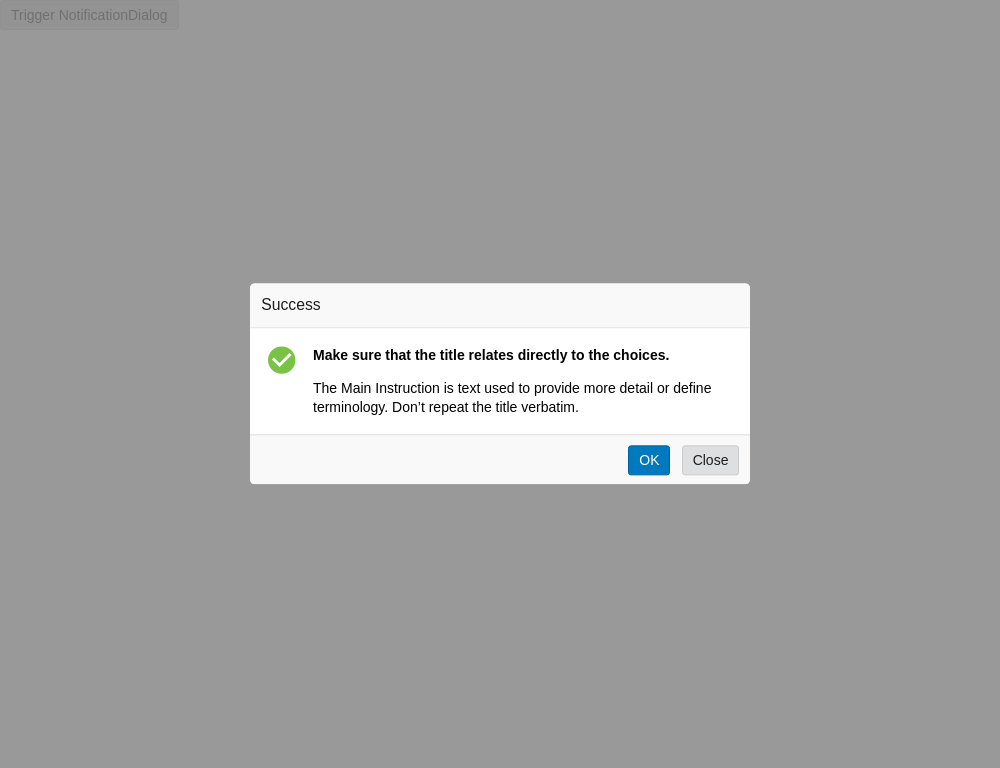 Trigger NotificationDialog
Success
Make sure that the title relates directly to the choices.
The Main Instruction is text used to provide more detail or define
terminology. Don’t repeat the title verbatim.
OK Close